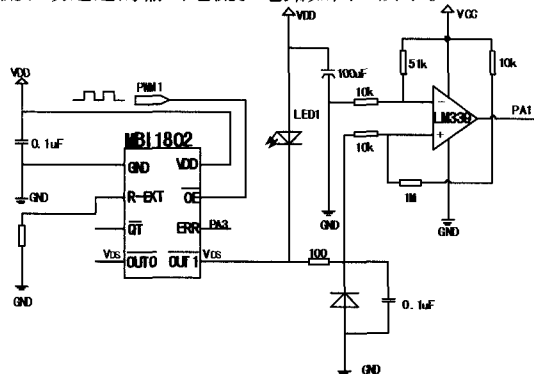 VDD
VCC
VDD
PWM1
100uF
51k
10k
LED1
10k
LM339
PA1
0.1uF
MBI1802
10k
GND
VDD
1M
GND
R-EXT
OE
GND
GND
QT
ERR
PA3
VDS
OUT0
OUT1
VDS
100
GND
0.1uF
GND